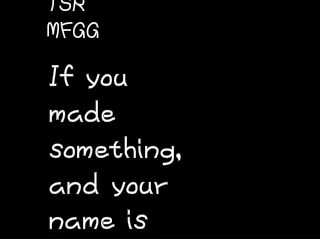 TSR
MFGG
If you
made
something,
and your
name is